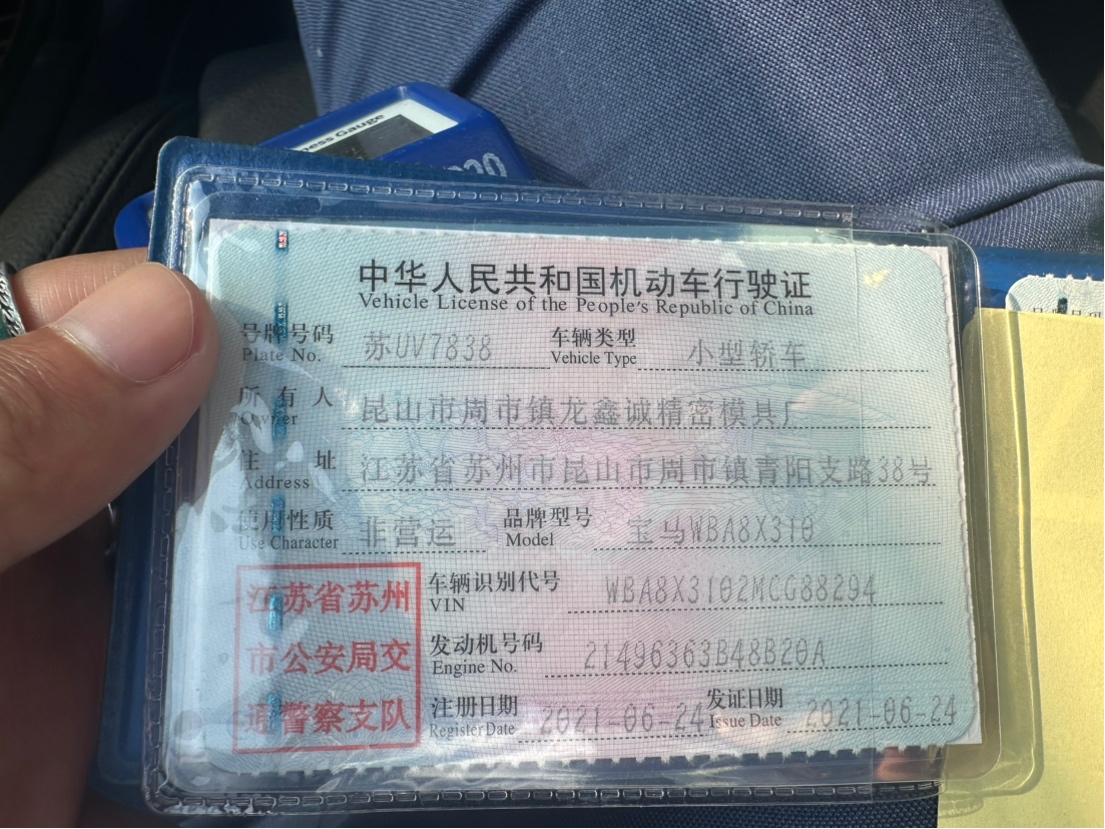 ness Gauge
中华人民共和国机动车行驶证
Vehicle License of the People's Republic of China
号牌号码 苏UV7838 车辆类型 小型轿车
Plate No. Vehicle Type
所有人 昆山市周市镇龙鑫诚精密模具厂
Owner
住址 江苏省苏州市昆山市周市镇青阳支路38号
Address
使用性质 非营运 品牌型号 宝马WBA8X310
Use Character Model
江苏省苏州
市公安局交
通警察支队
车辆识别代号 WBA8X3102MCG88294
VIN
发动机号码 21496363B48B20A
Engine No.
注册日期 2021-06-24 发证日期 2021-06-24
Register Date Issue Date